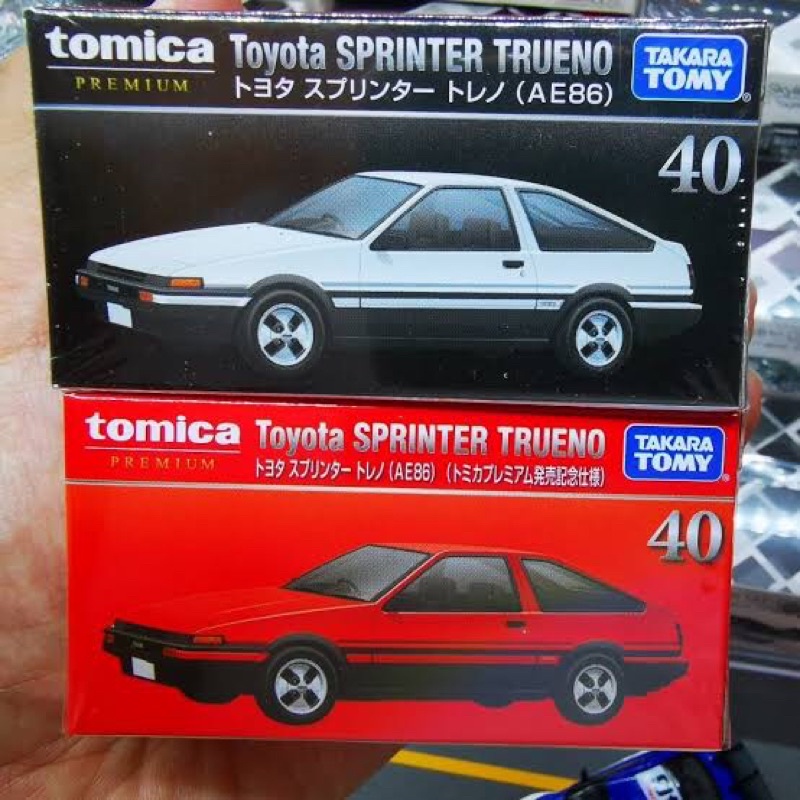 tomica
PREMIUM
Toyota SPRINTER TRUENO
トヨタ スプリンター トレノ (AE86)
TAKARA TOMY
40
tomica
PREMIUM
Toyota SPRINTER TRUENO
トヨタ スプリンター トレノ (AE86) (トミカプレミアム発売記念仕様)
TAKARA TOMY
40